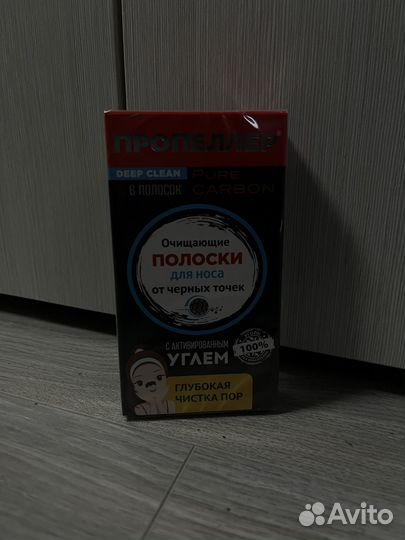 ПРОПЕЛЛЕР®
DEEP CLEAN PURE
6 ПОЛОСОК CARBON
Очищающие
ПОЛОСКИ
для носа
от черных точек
С АКТИВИРОВАННЫМ
УГЛЕМ
100%
ГЛУБОКАЯ
ЧИСТКА ПОР
Avito